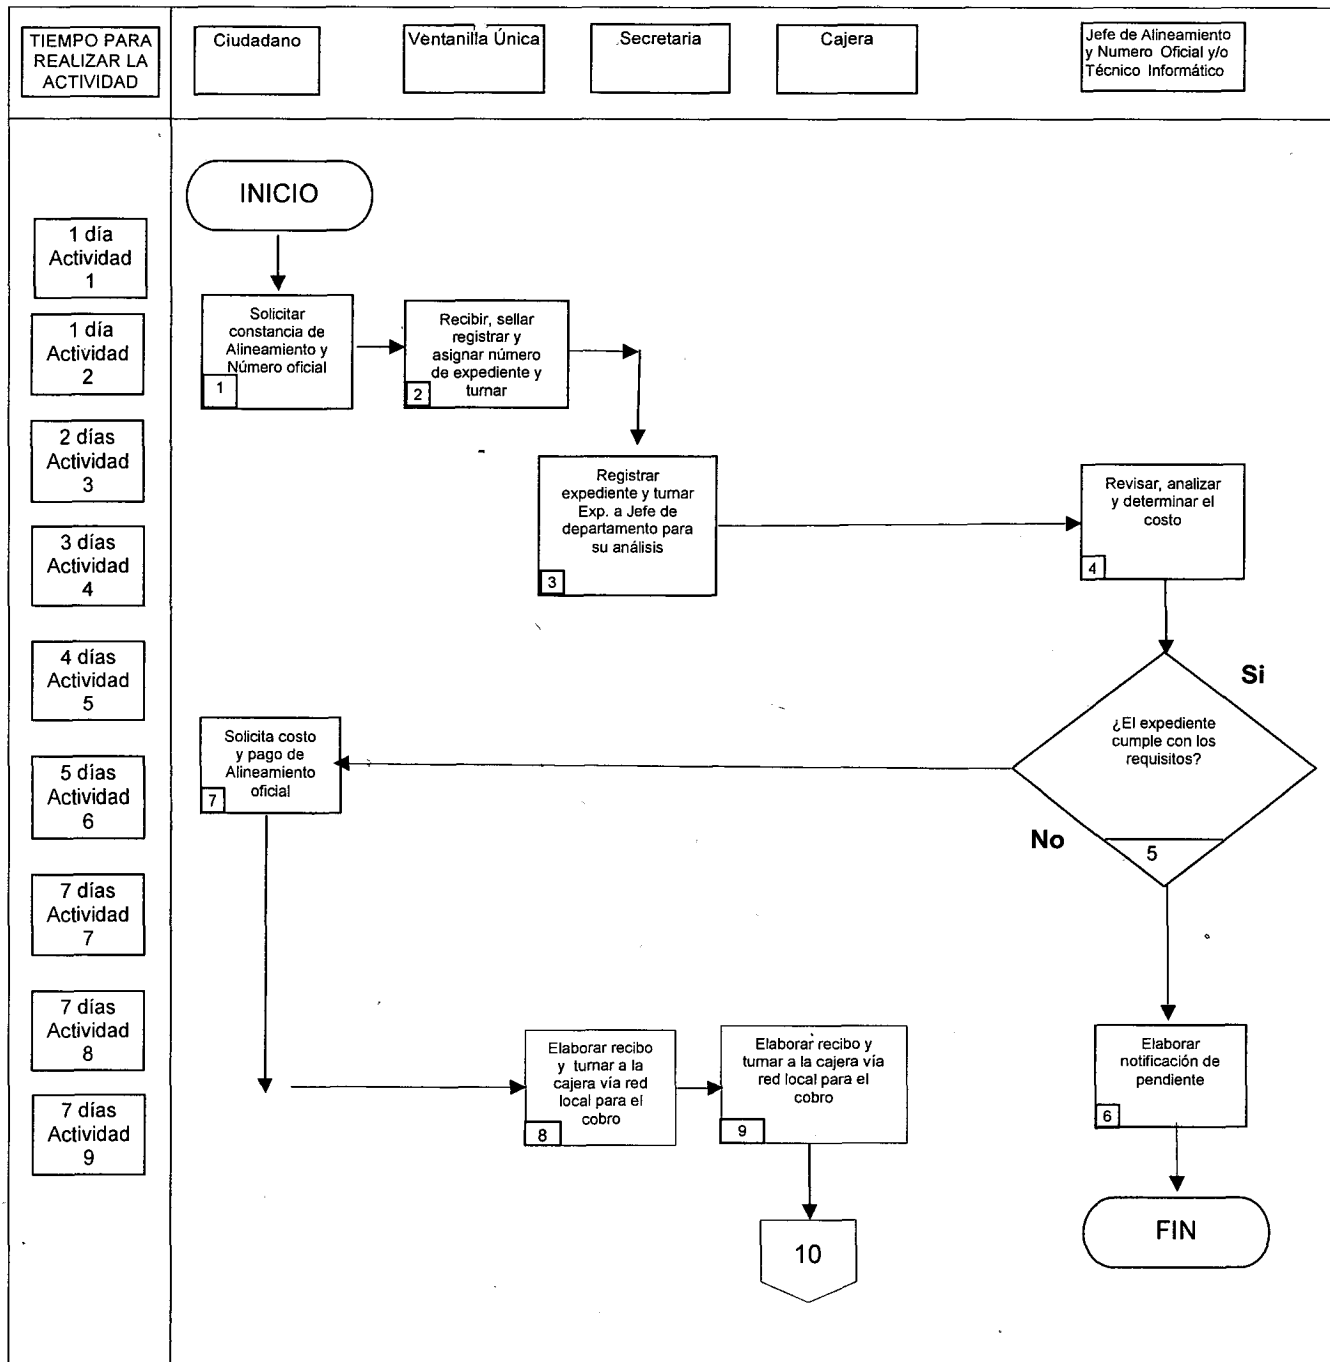 TIEMPO PARA
REALIZAR LA
ACTIVIDAD
Ciudadano
Ventanilla Única
Secretaria
Cajera
Jefe de Alineamiento
y Numero Oficial y/o
Técnico Informático
INICIO
1 día
Actividad
1
1 día
Actividad
2
2 días
Actividad
3
3 días
Actividad
4
4 días
Actividad
5
5 días
Actividad
6
7 días
Actividad
7
7 días
Actividad
8
7 días
Actividad
9
Solicitar
constancia de
Alineamiento y
Número oficial
1
Recibir, sellar
registrar y
asignar número
de expediente y
turnar
2
Registrar
expediente y turnar
Exp. a Jefe de
departamento para
su análisis
3
Revisar, analizar
y determinar el
costo
4
Si
¿El expediente
cumple con los
requisitos?
No
5
Solicita costo
y pago de
Alineamiento
oficial
7
Elaborar recibo
y turnar a la
cajera vía red
local para el
cobro
8
Elaborar recibo y
turnar a la cajera vía
red local para el
cobro
9
Elaborar
notificación de
pendiente
6
10
FIN